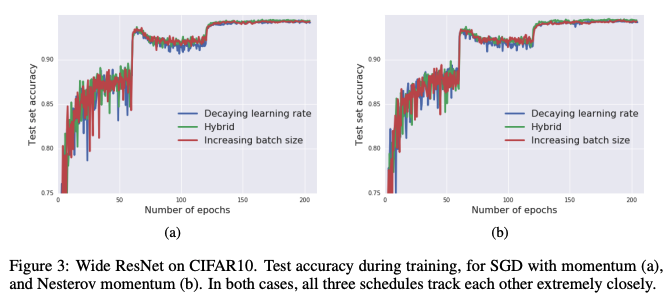 0.90
0.85
0.80
0.75
Test set accuracy
Decaying learning rate
Hybrid
Increasing batch size
0 50 100 150 200
Number of epochs
(a)
0.90
0.85
0.80
0.75
Test set accuracy
Decaying learning rate
Hybrid
Increasing batch size
0 50 100 150 200
Number of epochs
(b)
Figure 3: Wide ResNet on CIFAR10. Test accuracy during training, for SGD with momentum (a),
and Nesterov momentum (b). In both cases, all three schedules track each other extremely closely.